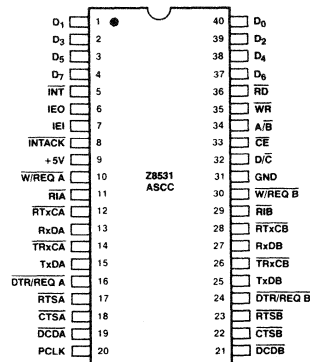 D1 1 40 D0
D3 2 39 D2
D5 3 38 D4
D7 4 37 D6
INT 5 36 RD
IEO 6 35 WR
IEI 7 34 A/B
INTACK 8 33 CE
+5V 9 32 D/C
W/REQ A 10 31 GND
RIA 11 30 W/REQ B
RTxCA 12 29 RIB
RxDA 13 28 RTxCB
TRxCA 14 27 RxDB
TxDA 15 26 TRxCB
DTR/REQ A 16 25 TxDB
RTSA 17 24 DTR/REQ B
CTSA 18 23 RTSB
DCDA 19 22 CTSB
PCLK 20 21 DCDB
Z8531
ASCC